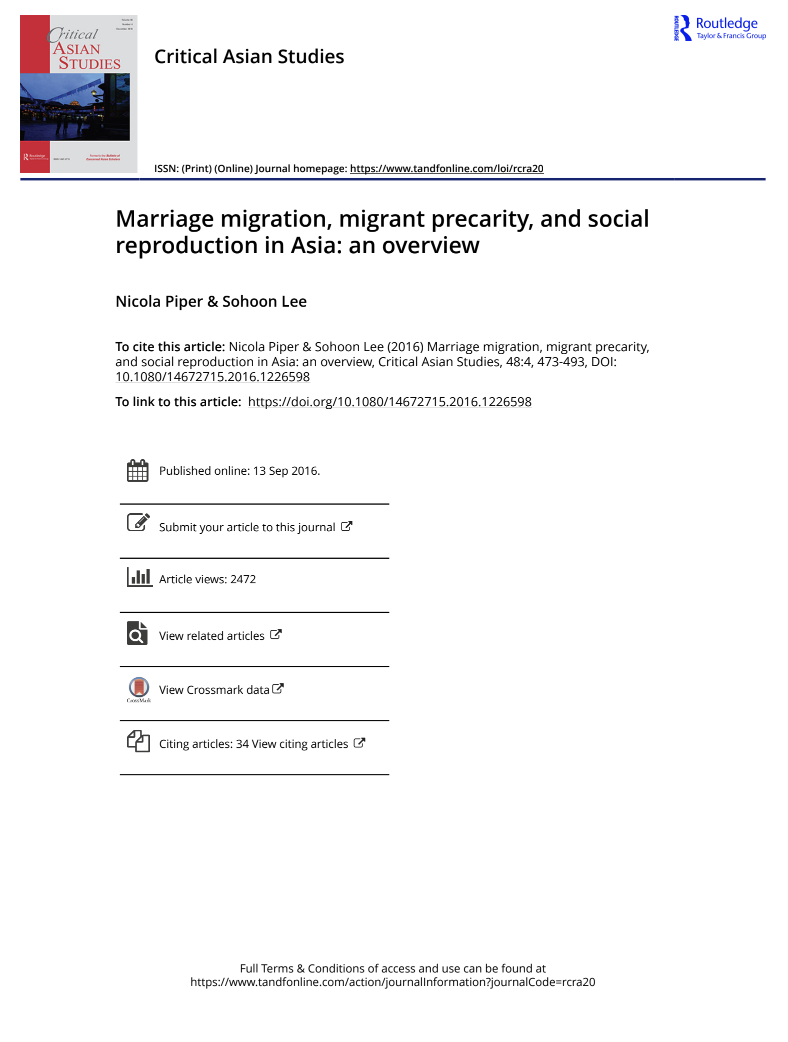 Critical
ASIAN
STUDIES
Routledge
Taylor & Francis Group
ROUTLEDGE
Critical Asian Studies
ISSN: (Print) (Online) Journal homepage: https://www.tandfonline.com/loi/rcra20
Marriage migration, migrant precarity, and social
reproduction in Asia: an overview
Nicola Piper & Sohoon Lee
To cite this article: Nicola Piper & Sohoon Lee (2016) Marriage migration, migrant precarity,
and social reproduction in Asia: an overview, Critical Asian Studies, 48:4, 473-493, DOI:
10.1080/14672715.2016.1226598
To link to this article: https://doi.org/10.1080/14672715.2016.1226598
Published online: 13 Sep 2016.
Submit your article to this journal
Article views: 2472
View related articles
View Crossmark data
CrossMark
Citing articles: 34 View citing articles
Full Terms & Conditions of access and use can be found at
https://www.tandfonline.com/action/journalInformation?journalCode=rcra20